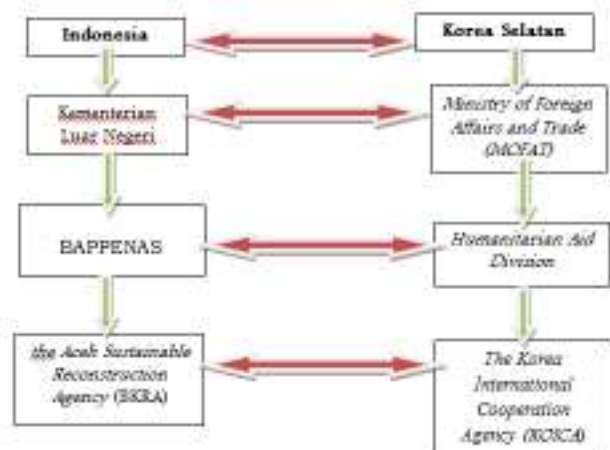 Indonesia
Korea Selatan
Kementerian
Luar Negeri
Ministry of Foreign
Affairs and Trade
(MOFAT)
BAPPENAS
Humanitarian Aid
Division
the Aceh Sustainable
Reconstruction
Agency (BKRA)
The Korea
International
Cooperation
Agency (KOICA)